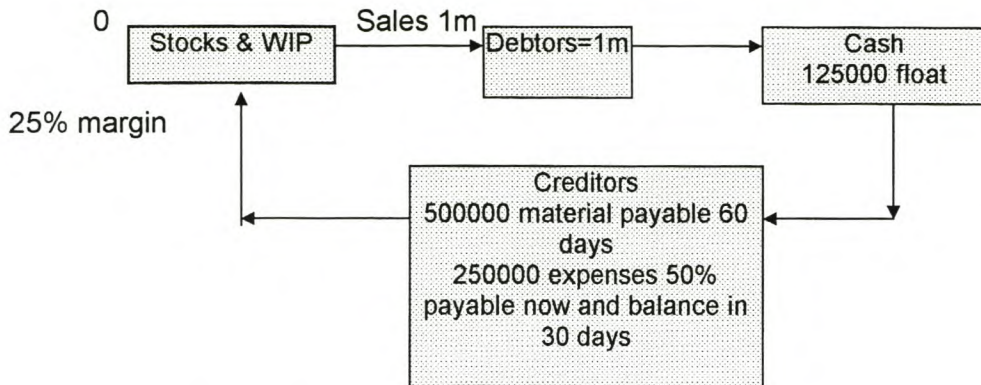 0
Stocks & WIP
Sales 1m
Debtors=1m
Cash
125000 float
25% margin
Creditors
500000 material payable 60
days
250000 expenses 50%
payable now and balance in
30 days